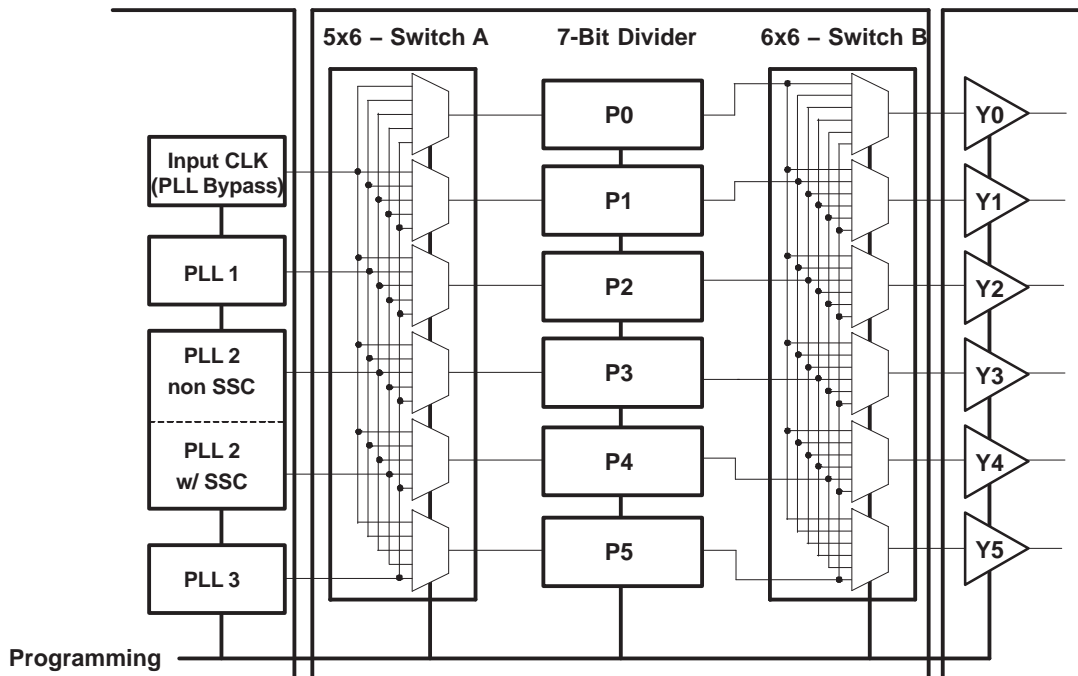 5x6 – Switch A
7-Bit Divider
6x6 – Switch B
Input CLK
(PLL Bypass)
PLL 1
PLL 2
non SSC
PLL 2
w/ SSC
PLL 3
P0
P1
P2
P3
P4
P5
Y0
Y1
Y2
Y3
Y4
Y5
Programming